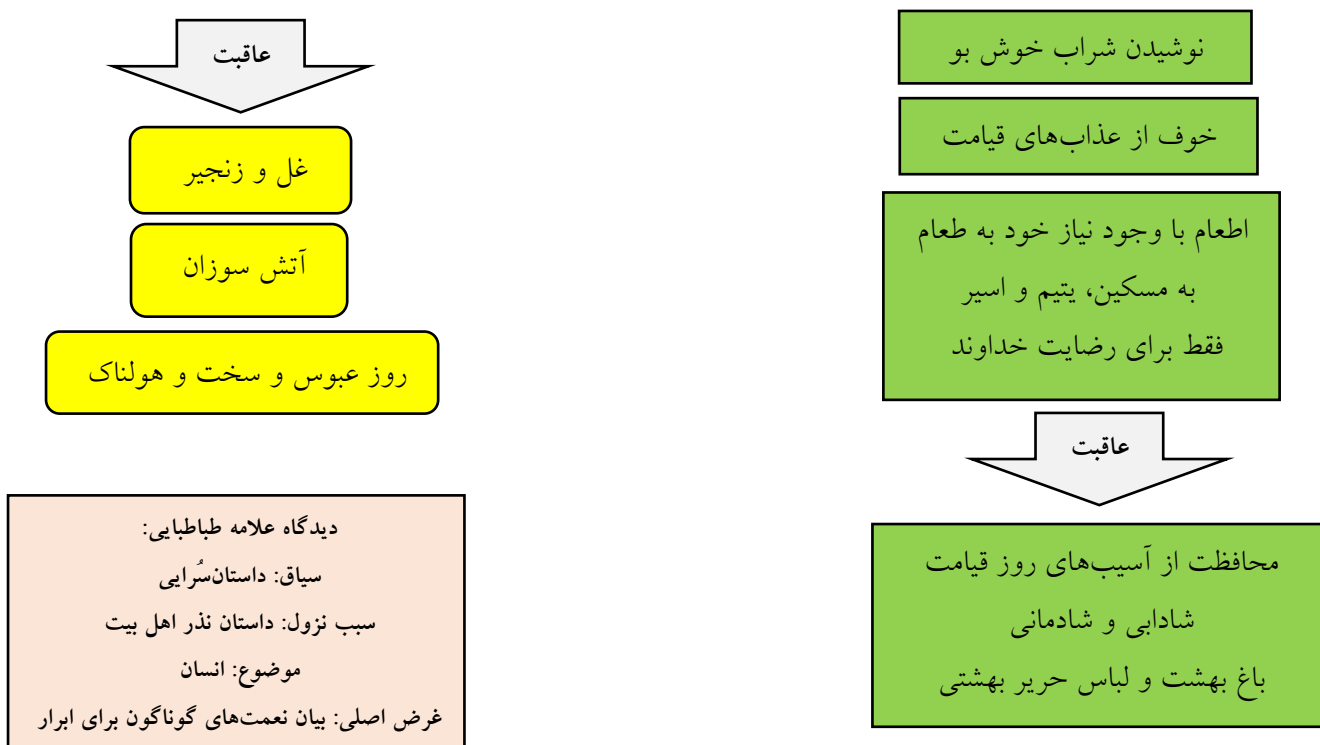 نوشیدن شراب خوش بو
خوف از عذاب‌های قیامت
اطعام با وجود نیاز خود به طعام
به مسکین، یتیم و اسیر
فقط برای رضایت خداوند
عاقبت
محافظت از آسیب‌های روز قیامت
شادابی و شادمانی
باغ بهشت و لباس حریر بهشتی
عاقبت
غل و زنجیر
آتش سوزان
روز عبوس و سخت و هولناک
دیدگاه علامه طباطبایی:
سیاق: داستان‌سُرایی
سبب نزول: داستان نذر اهل بیت
موضوع: انسان
غرض اصلی: بیان نعمت‌های گوناگون برای ابرار